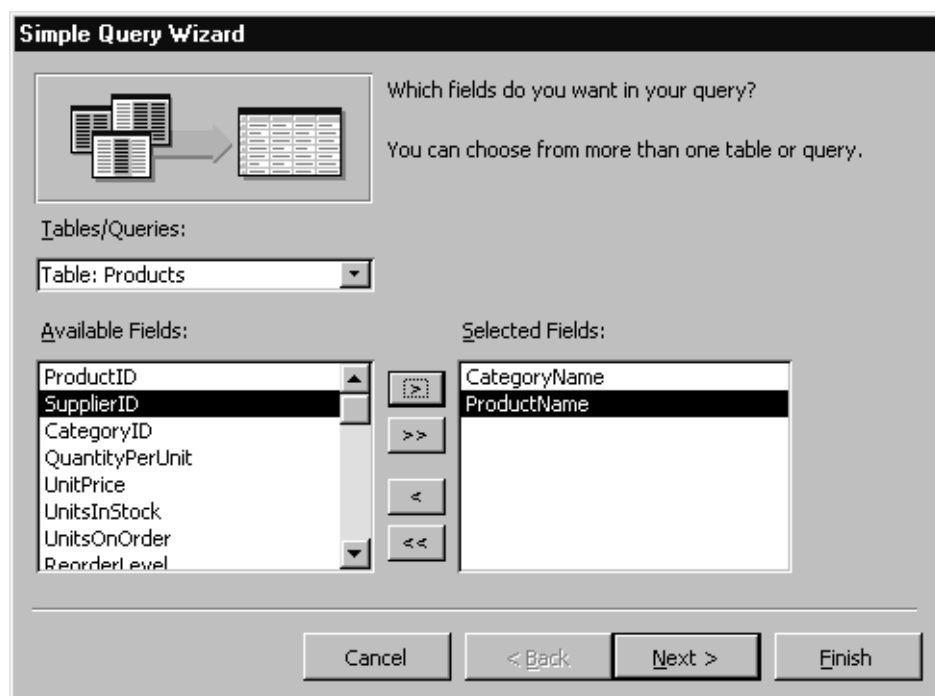 Simple Query Wizard
Which fields do you want in your query?
You can choose from more than one table or query.
Tables/Queries:
Table: Products
Available Fields:
Selected Fields:
ProductID
SupplierID
CategoryID
QuantityPerUnit
UnitPrice
UnitsInStock
UnitsOnOrder
ReorderLevel
>
>>
<
<<
CategoryName
ProductName
Cancel
< Back
Next >
Finish